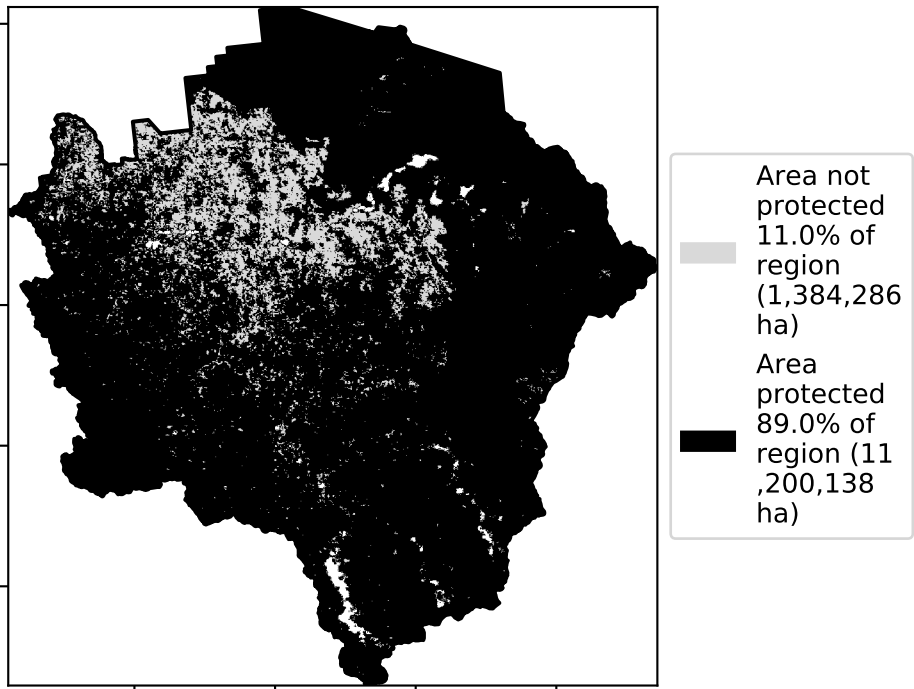 Area not
protected
11.0% of
region
(1,384,286
ha)
Area
protected
89.0% of
region (11
,200,138
ha)